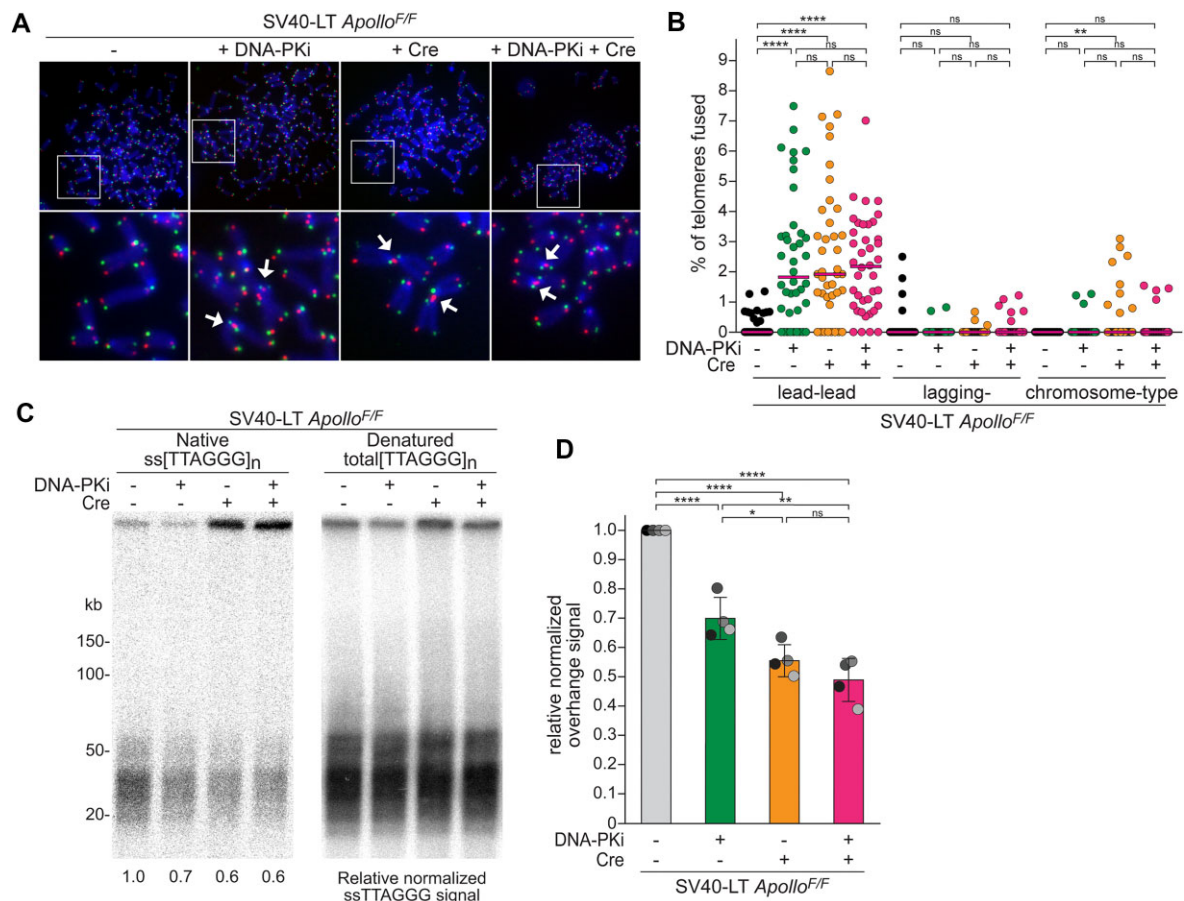 A
SV40-LT ApolloF/F
- + DNA-PKi + Cre + DNA-PKi + Cre
B
**** ns ns
**** ns **
**** ns ns ns ns ns
ns ns ns ns ns ns
% of telomeres fused
9
8
7
6
5
4
3
2
1
0
DNA-PKi - + - + - + - + - + - +
Cre - - + + - - + + - - + +
lead-lead lagging- chromosome-type
SV40-LT ApolloF/F
C
SV40-LT ApolloF/F
Native Denatured
ss[TTAGGG]n total[TTAGGG]n
DNA-PKi - + - + - + - +
Cre - - + + - - + +
kb
150-
100-
50-
20-
1.0 0.7 0.6 0.6
Relative normalized
ssTTAGGG signal
D
****
****
**** **
* ns
relative normalized
overhange signal
1.0
0.9
0.8
0.7
0.6
0.5
0.4
0.3
0.2
0.1
0
DNA-PKi - + - +
Cre - - + +
SV40-LT ApolloF/F